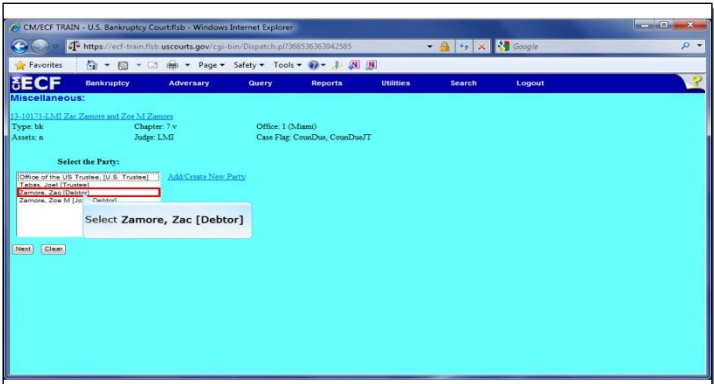 CM/ECF TRAIN - U.S. Bankruptcy Court:flsb - Windows Internet Explorer
https://ecf-train.flsb.uscourts.gov/cgi-bin/Dispatch.pl?368536363942585
Google
Favorites Page Safety Tools
ECF Bankruptcy Adversary Query Reports Utilities Search Logout ?
Miscellaneous:
13-10171-LMI Zac Zamore and Zoe M Zamore
Type: bk Chapter: 7 v Office: 1 (Miami)
Assets: n Judge: LMI Case Flag: CounDue, CounDueJT
Select the Party:
Office of the US Trustee, [U.S. Trustee] Add/Create New Party
Tabas, Joel [Trustee]
Zamore, Zac [Debtor]
Zamore, Zoe M [Jo Debtor]
Select Zamore, Zac [Debtor]
Next Clear